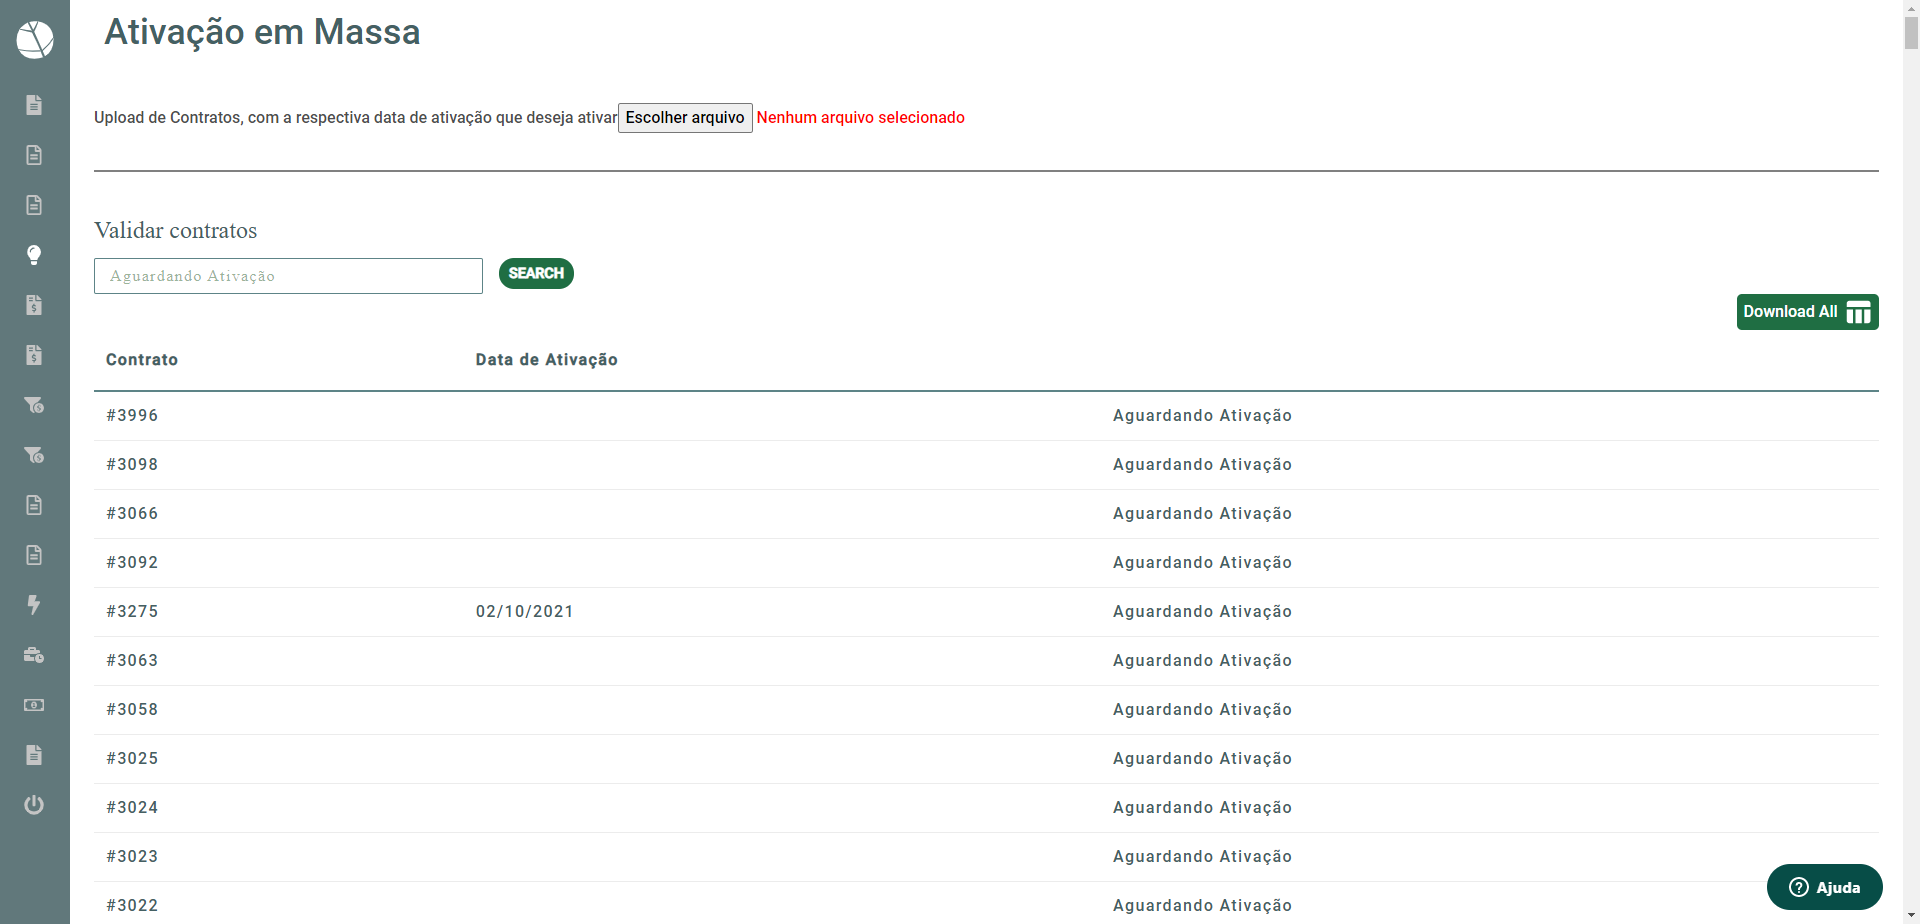 Ativação em Massa
Upload de Contratos, com a respectiva data de ativação que deseja ativar Escolher arquivo Nenhum arquivo selecionado
Validar contratos
Aguardando Ativação SEARCH
Download All
Contrato Data de Ativação
#3996 Aguardando Ativação
#3098 Aguardando Ativação
#3066 Aguardando Ativação
#3092 Aguardando Ativação
#3275 02/10/2021 Aguardando Ativação
#3063 Aguardando Ativação
#3058 Aguardando Ativação
#3025 Aguardando Ativação
#3024 Aguardando Ativação
#3023 Aguardando Ativação
#3022 Aguardando Ativação
Ajuda